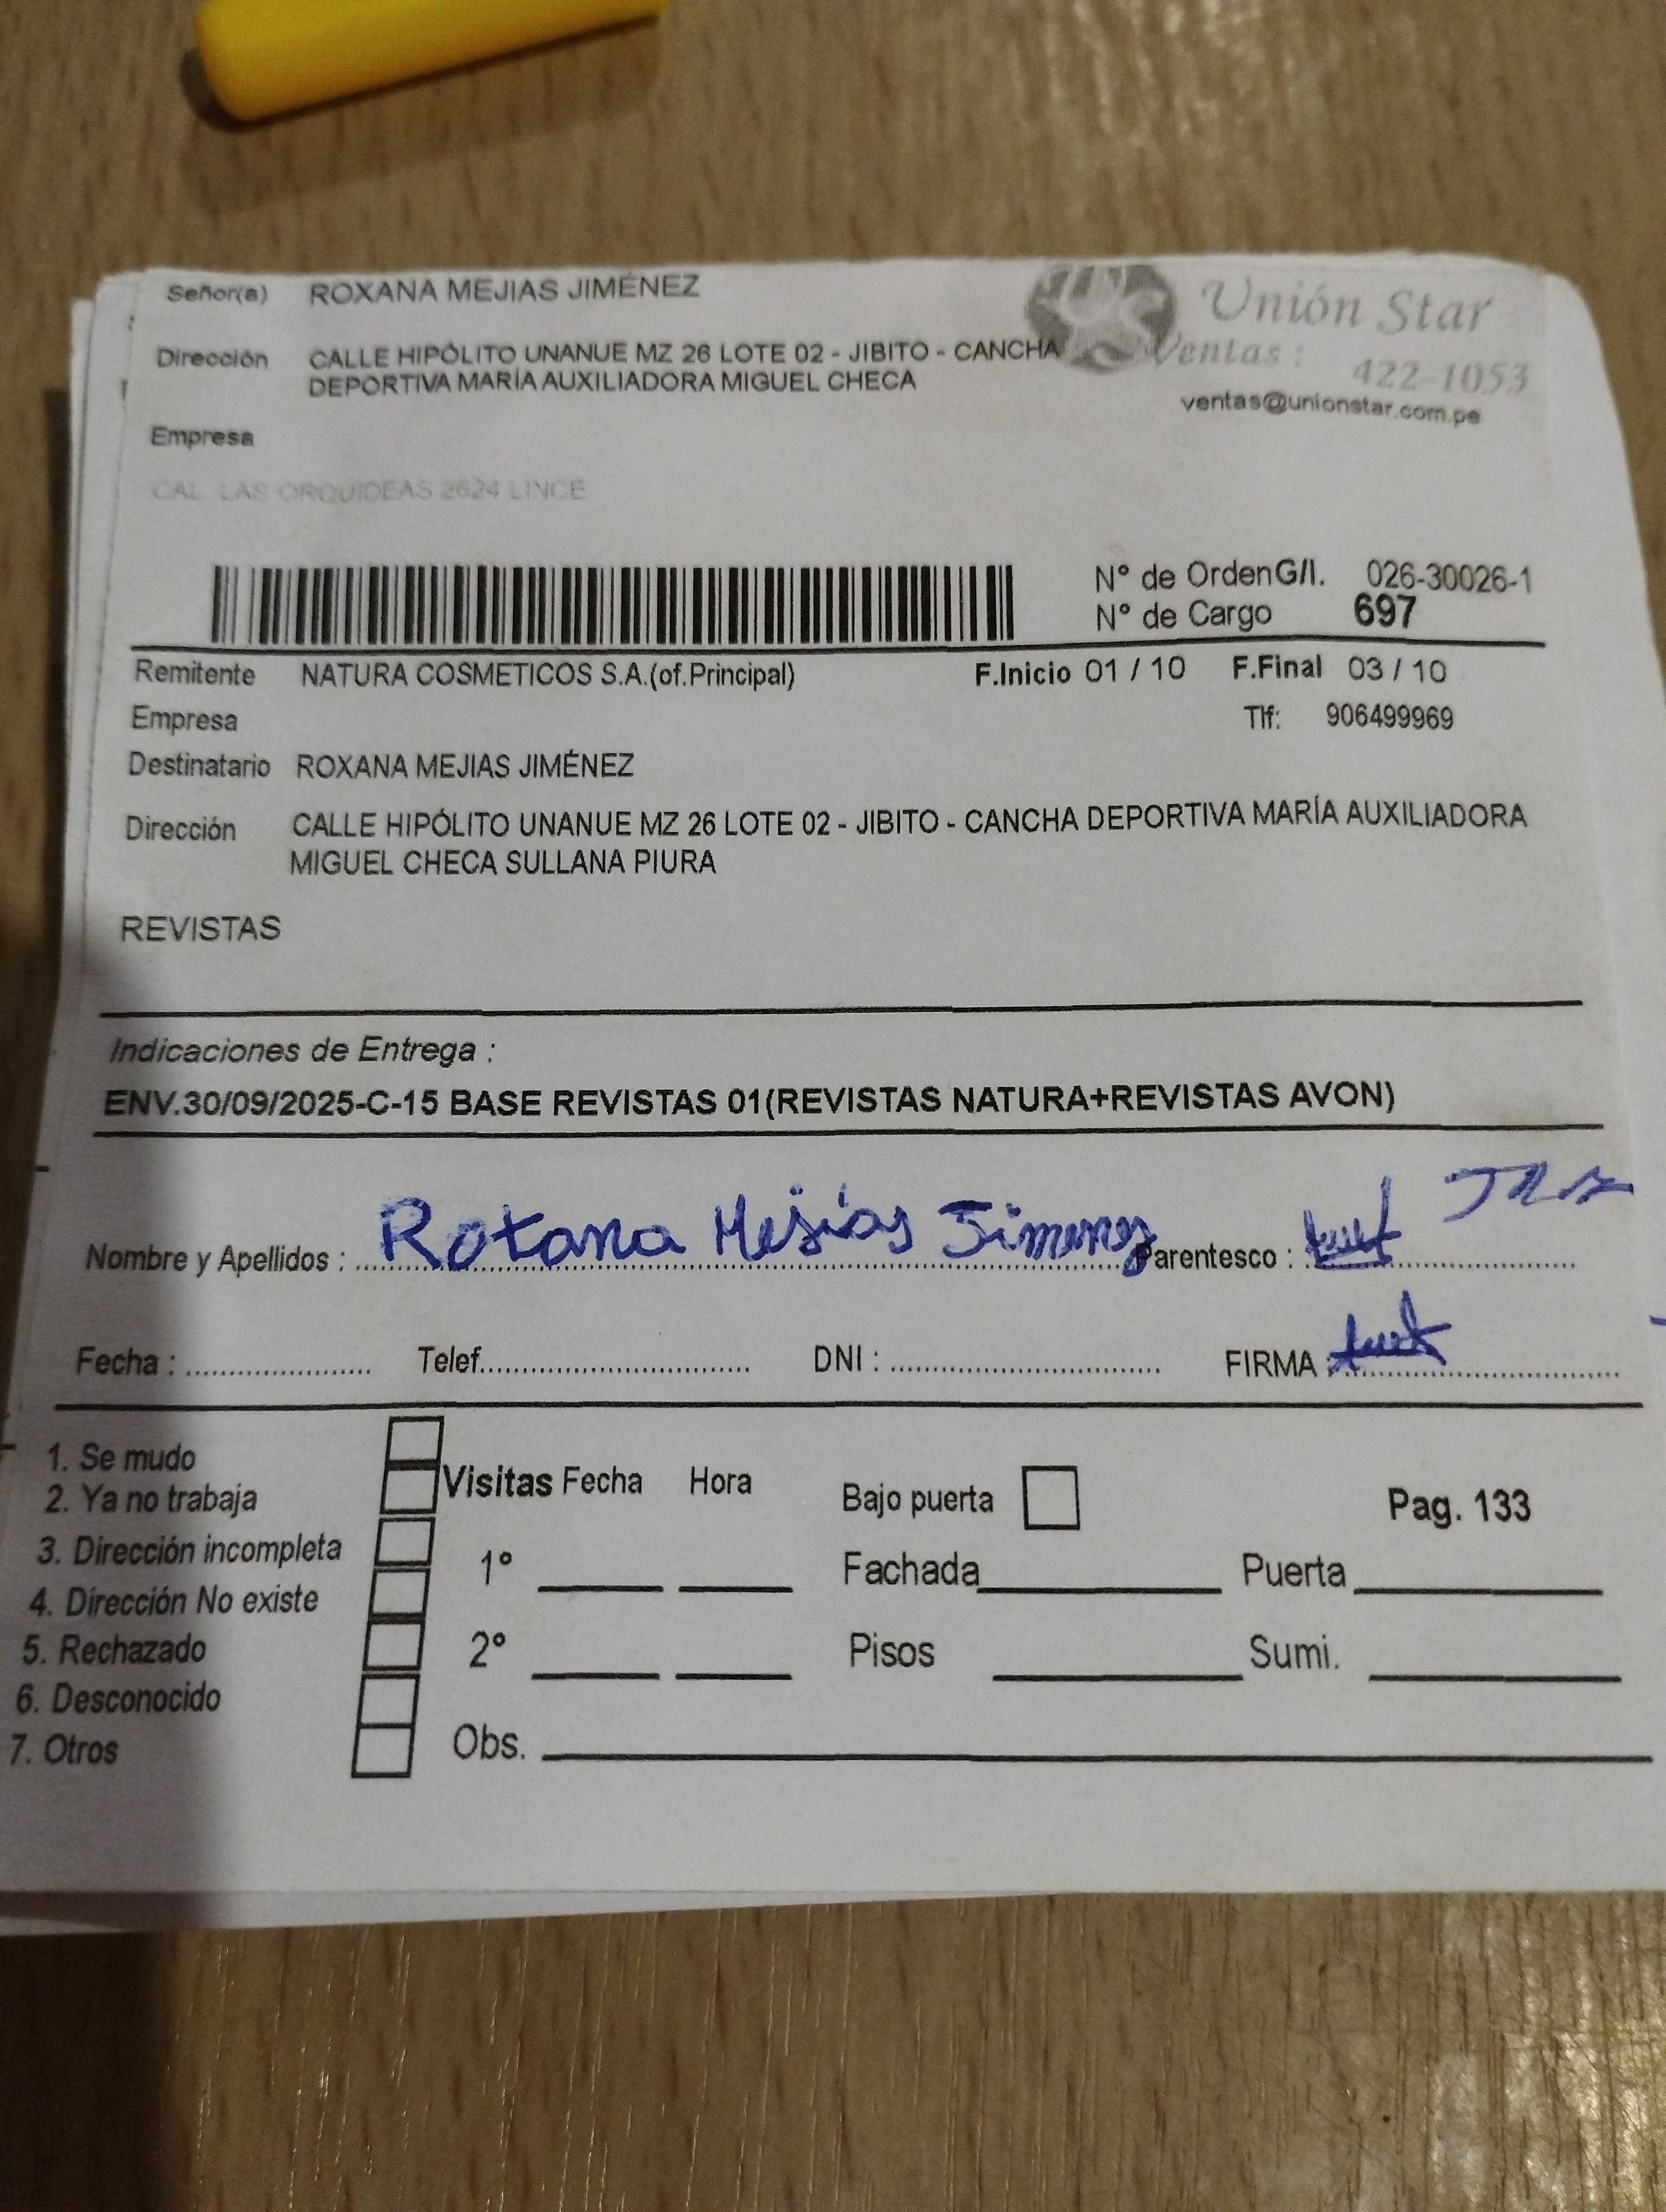 Señor(a) ROXANA MEJIAS JIMÉNEZ
Unión Star
Dirección CALLE HIPÓLITO UNANUE MZ 26 LOTE 02 - JIBITO - CANCHA
Ventas :
DEPORTIVA MARÍA AUXILIADORA MIGUEL CHECA
422-1053
ventas@unionstar.com.pe
Empresa
CAL. LAS ORQUIDEAS 2624 LINCE
N° de Orden G/I. 026-30026-1
N° de Cargo 697
Remitente NATURA COSMETICOS S.A.(of.Principal) F.Inicio 01 / 10 F.Final 03 / 10
Empresa Tlf: 906499969
Destinatario ROXANA MEJIAS JIMÉNEZ
Dirección CALLE HIPÓLITO UNANUE MZ 26 LOTE 02 - JIBITO - CANCHA DEPORTIVA MARÍA AUXILIADORA
MIGUEL CHECA SULLANA PIURA
REVISTAS
Indicaciones de Entrega :
ENV.30/09/2025-C-15 BASE REVISTAS 01(REVISTAS NATURA+REVISTAS AVON)
Nombre y Apellidos : Roxana Mejías Jimenez Parentesco :
Fecha : Telef. DNI : FIRMA :
1. Se mudo
2. Ya no trabaja
3. Dirección incompleta
4. Dirección No existe
5. Rechazado
6. Desconocido
7. Otros
Visitas Fecha Hora
1°
2°
Obs.
Bajo puerta
Pag. 133
Fachada Puerta
Pisos Sumi.